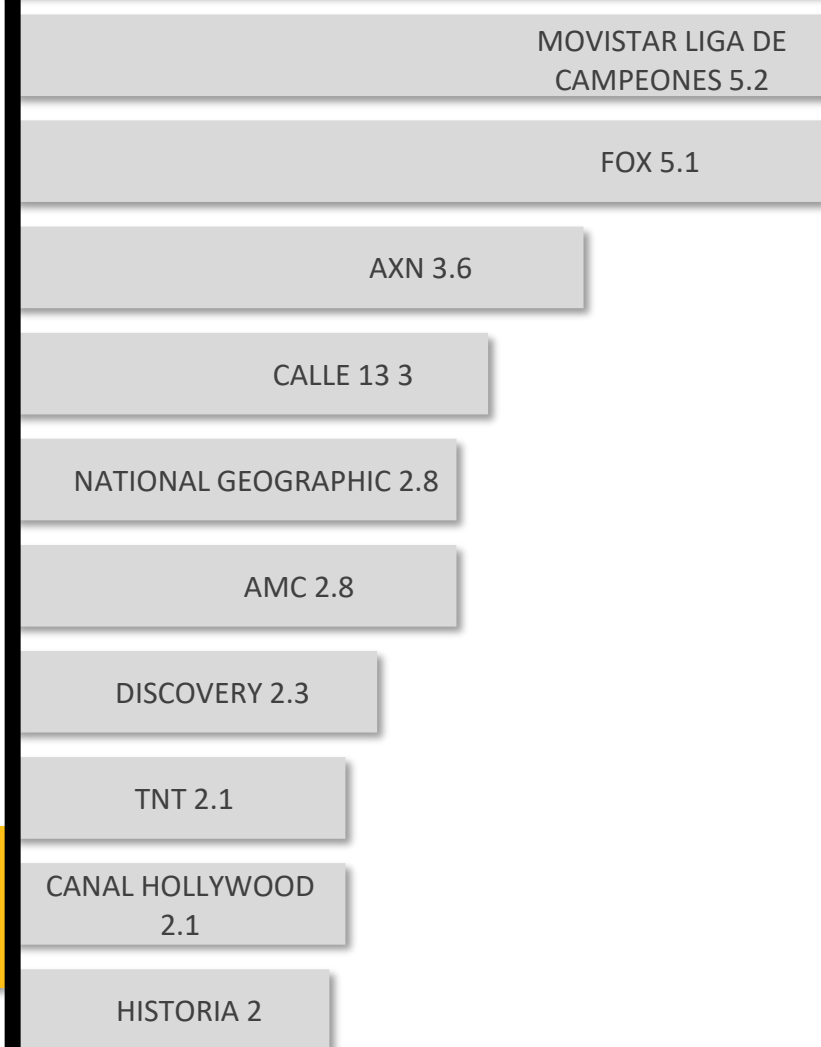 MOVISTAR LIGA DE
CAMPEONES 5.2
FOX 5.1
AXN 3.6
CALLE 13 3
NATIONAL GEOGRAPHIC 2.8
AMC 2.8
DISCOVERY 2.3
TNT 2.1
CANAL HOLLYWOOD
2.1
HISTORIA 2